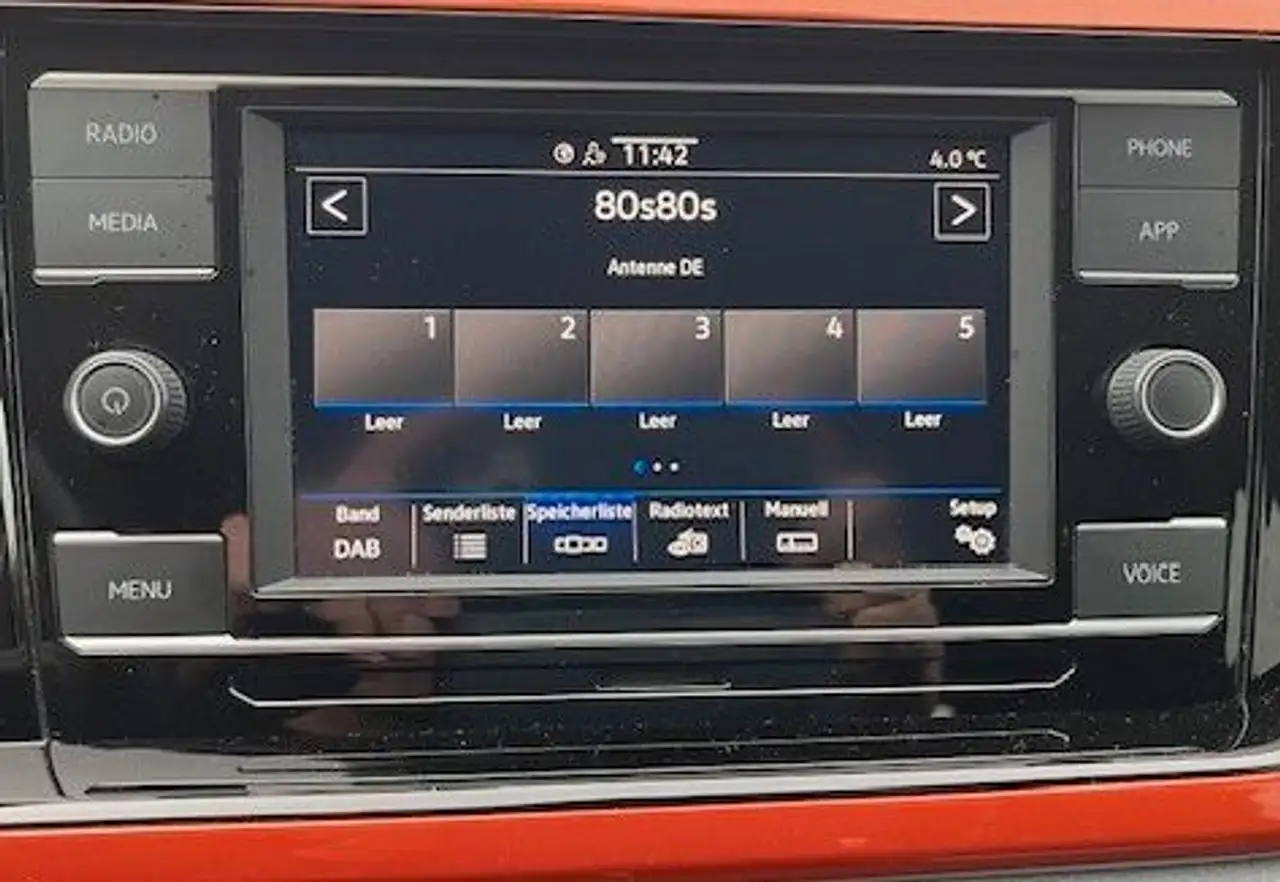 RADIO
MEDIA
MENU
11:42
4.0 °C
<
80s80s
>
Antenne DE
1 2 3 4 5
Leer Leer Leer Leer Leer
Band Senderliste Speicherliste Radiotext Manuell Setup
DAB
PHONE
APP
VOICE